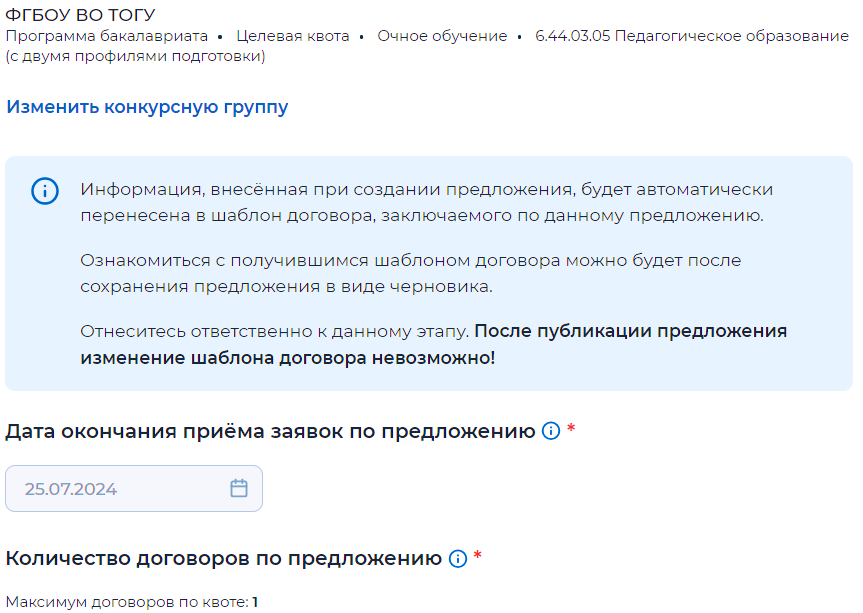 ФГБОУ ВО ТОГУ
Программа бакалавриата • Целевая квота • Очное обучение • 6.44.03.05 Педагогическое образование
(с двумя профилями подготовки)
Изменить конкурсную группу
Информация, внесённая при создании предложения, будет автоматически
перенесена в шаблон договора, заключаемого по данному предложению.
Ознакомиться с получившимся шаблоном договора можно будет после
сохранения предложения в виде черновика.
Отнеситесь ответственно к данному этапу. После публикации предложения
изменение шаблона договора невозможно!
Дата окончания приёма заявок по предложению *
25.07.2024
Количество договоров по предложению *
Максимум договоров по квоте: 1